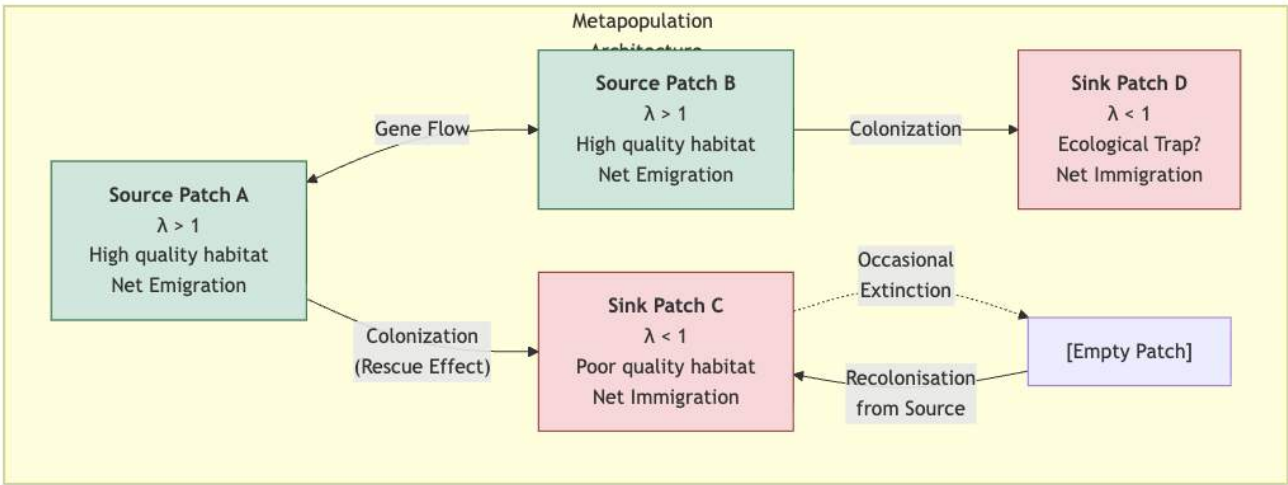 Metapopulation
Source Patch A
λ > 1
High quality habitat
Net Emigration
Gene Flow
Source Patch B
λ > 1
High quality habitat
Net Emigration
Colonization
Sink Patch D
λ < 1
Ecological Trap?
Net Immigration
Colonization
(Rescue Effect)
Sink Patch C
λ < 1
Poor quality habitat
Net Immigration
Occasional
Extinction
[Empty Patch]
Recolonisation
from Source